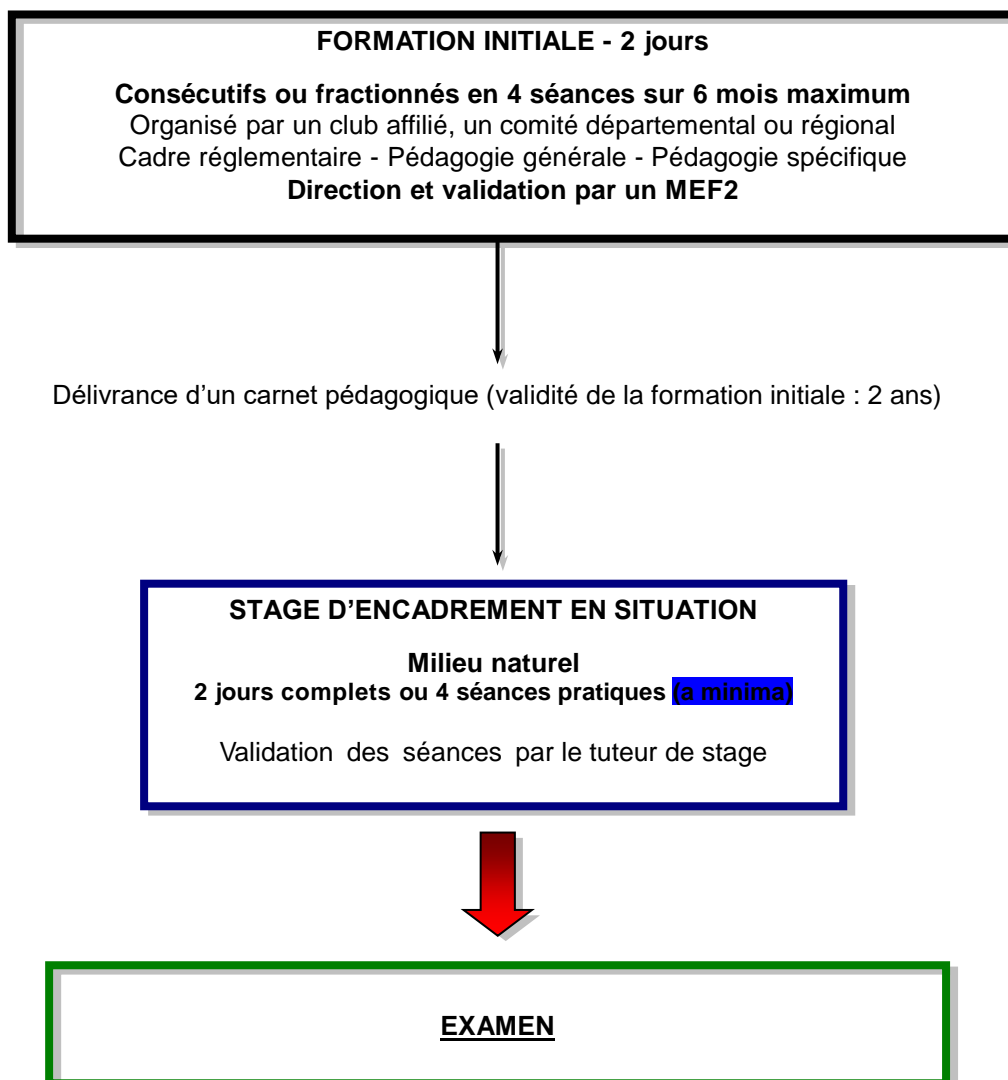 FORMATION INITIALE - 2 jours
Consécutifs ou fractionnés en 4 séances sur 6 mois maximum
Organisé par un club affilié, un comité départemental ou régional
Cadre réglementaire - Pédagogie générale - Pédagogie spécifique
Direction et validation par un MEF2
Délivrance d’un carnet pédagogique (validité de la formation initiale : 2 ans)
STAGE D’ENCADREMENT EN SITUATION
Milieu naturel
2 jours complets ou 4 séances pratiques (a minima)
Validation des séances par le tuteur de stage
EXAMEN